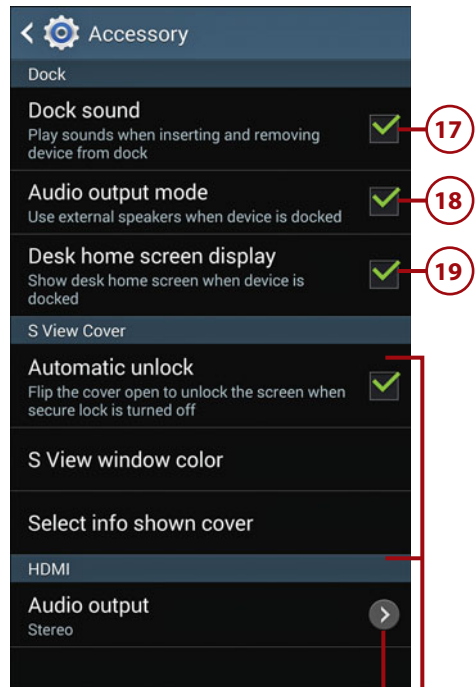 Accessory
Dock
Dock sound
Play sounds when inserting and removing
device from dock
17
Audio output mode
Use external speakers when device is docked
18
Desk home screen display
Show desk home screen when device is
docked
19
S View Cover
Automatic unlock
Flip the cover open to unlock the screen when
secure lock is turned off
S View window color
Select info shown cover
HDMI
Audio output
Stereo